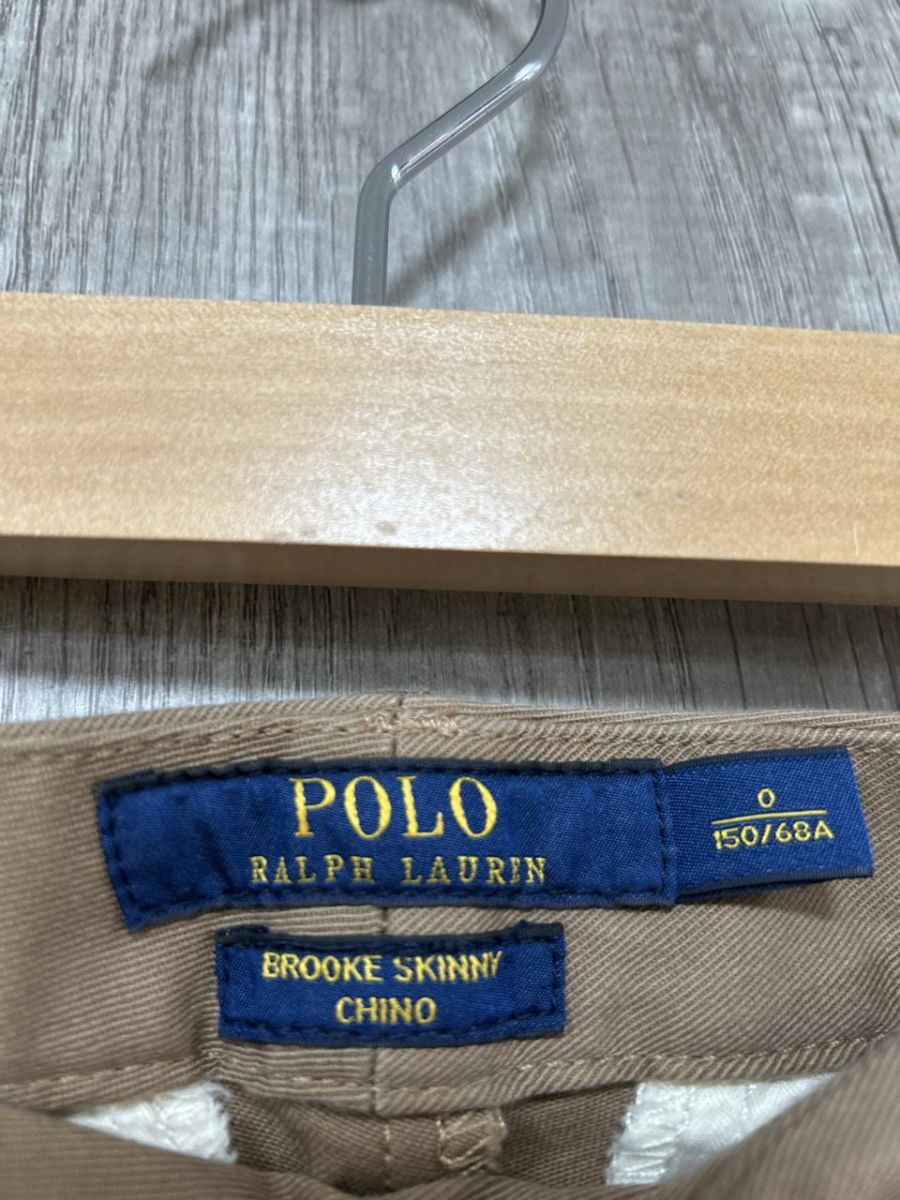 POLO
RALPH LAUREN
0
150/68A
BROOKE SKINNY
CHINO